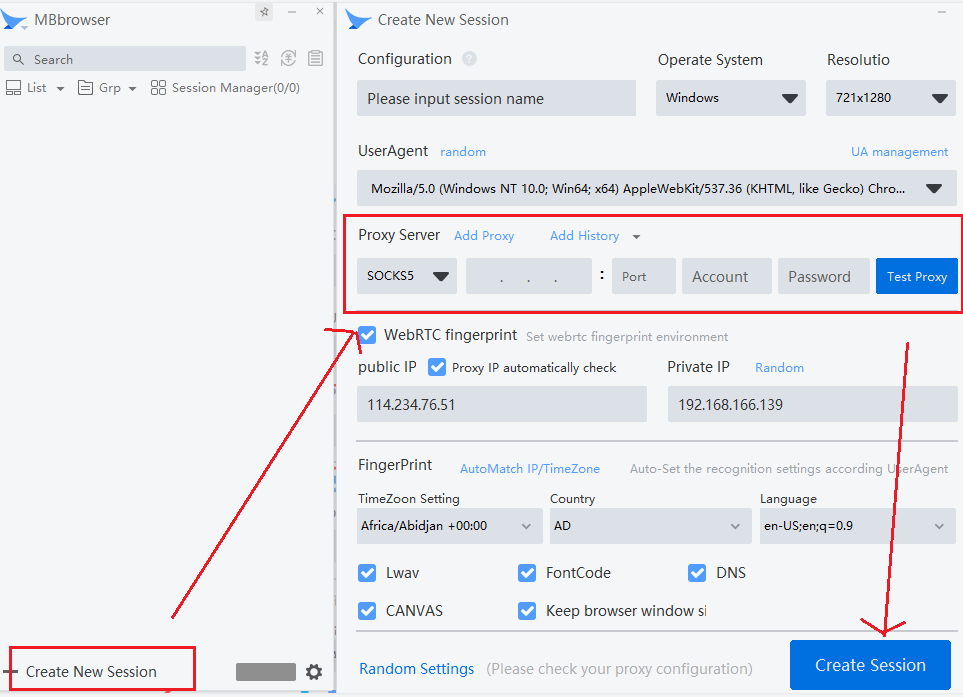 MBbrowser
Search
List Grp Session Manager(0/0)
Create New Session
Create New Session
Configuration ? Operate System Resolutio
Please input session name Windows 721x1280
UserAgent random UA management
Mozilla/5.0 (Windows NT 10.0; Win64; x64) AppleWebKit/537.36 (KHTML, like Gecko) Chro...
Proxy Server Add Proxy Add History
SOCKS5 . . . : Port Account Password Test Proxy
WebRTC fingerprint Set webrtc fingerprint environment
public IP Proxy IP automatically check Private IP Random
114.234.76.51 192.168.166.139
FingerPrint AutoMatch IP/TimeZone Auto-Set the recognition settings according UserAgent
TimeZoon Setting Country Language
Africa/Abidjan +00:00 AD en-US;en;q=0.9
Lwav FontCode DNS
CANVAS Keep browser window si
Random Settings (Please check your proxy configuration) Create Session